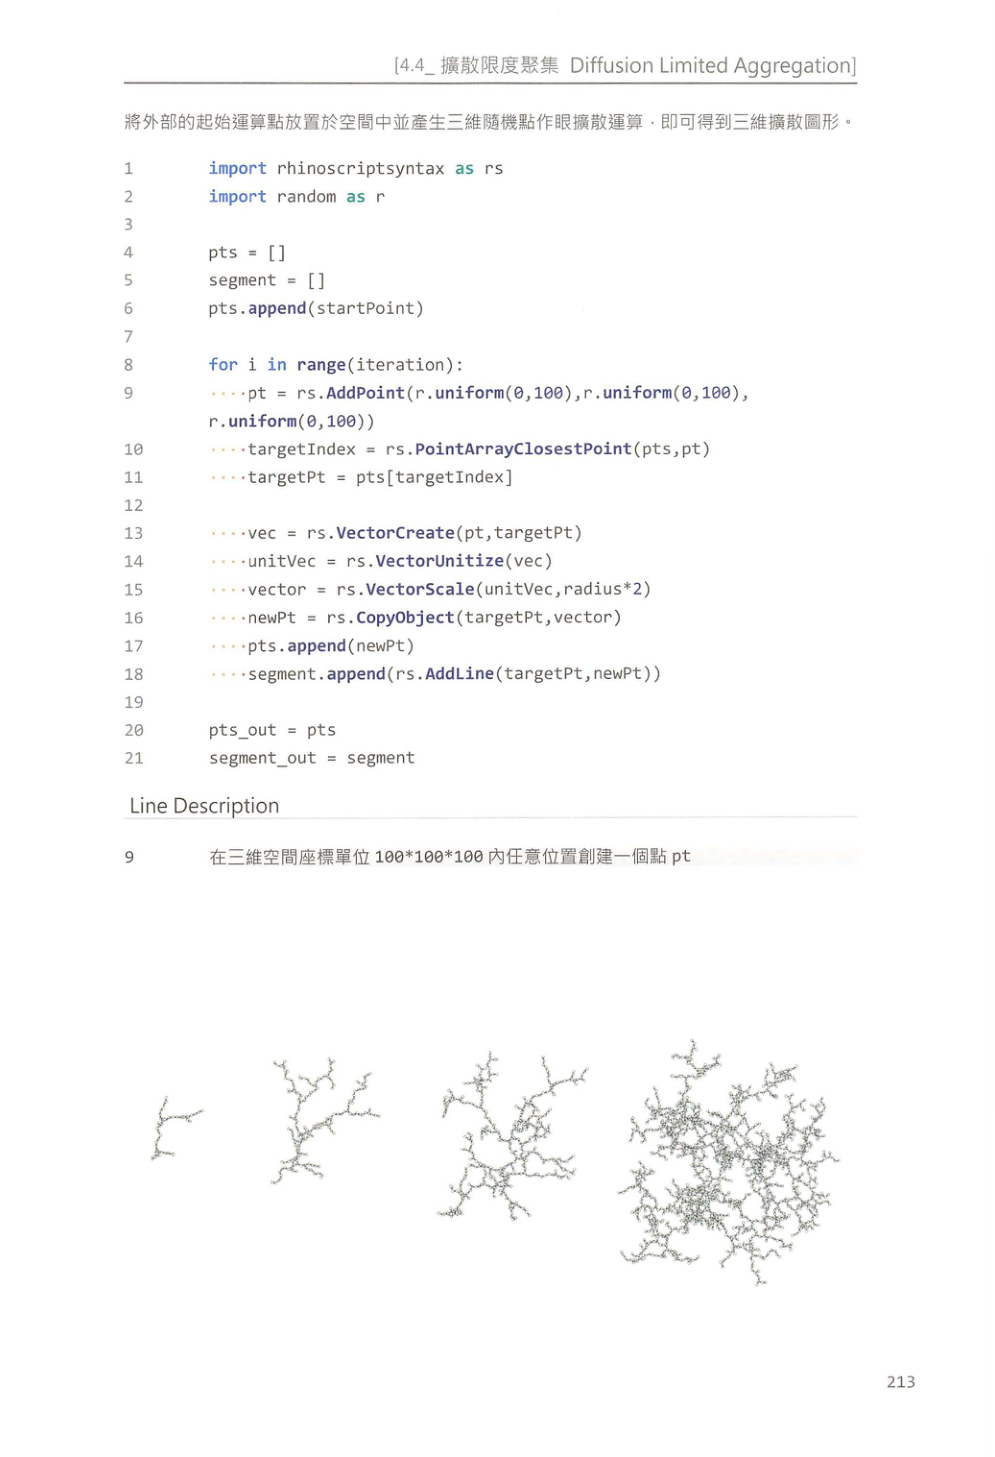 [4.4_ 擴散限度聚集 Diffusion Limited Aggregation]
將外部的起始運算點放置於空間中並產生三維隨機點作眼擴散運算，即可得到三維擴散圖形。
1 import rhinoscriptsyntax as rs
2 import random as r
3
4 pts = []
5 segment = []
6 pts.append(startPoint)
7
8 for i in range(iteration):
9 ····pt = rs.AddPoint(r.uniform(0,100),r.uniform(0,100),
r.uniform(0,100))
10 ····targetIndex = rs.PointArrayClosestPoint(pts,pt)
11 ····targetPt = pts[targetIndex]
12
13 ····vec = rs.VectorCreate(pt,targetPt)
14 ····unitVec = rs.VectorUnitize(vec)
15 ····vector = rs.VectorScale(unitVec,radius*2)
16 ····newPt = rs.CopyObject(targetPt,vector)
17 ····pts.append(newPt)
18 ····segment.append(rs.AddLine(targetPt,newPt))
19
20 pts_out = pts
21 segment_out = segment
Line Description
9 在三維空間座標單位 100*100*100 內任意位置創建一個點 pt
213